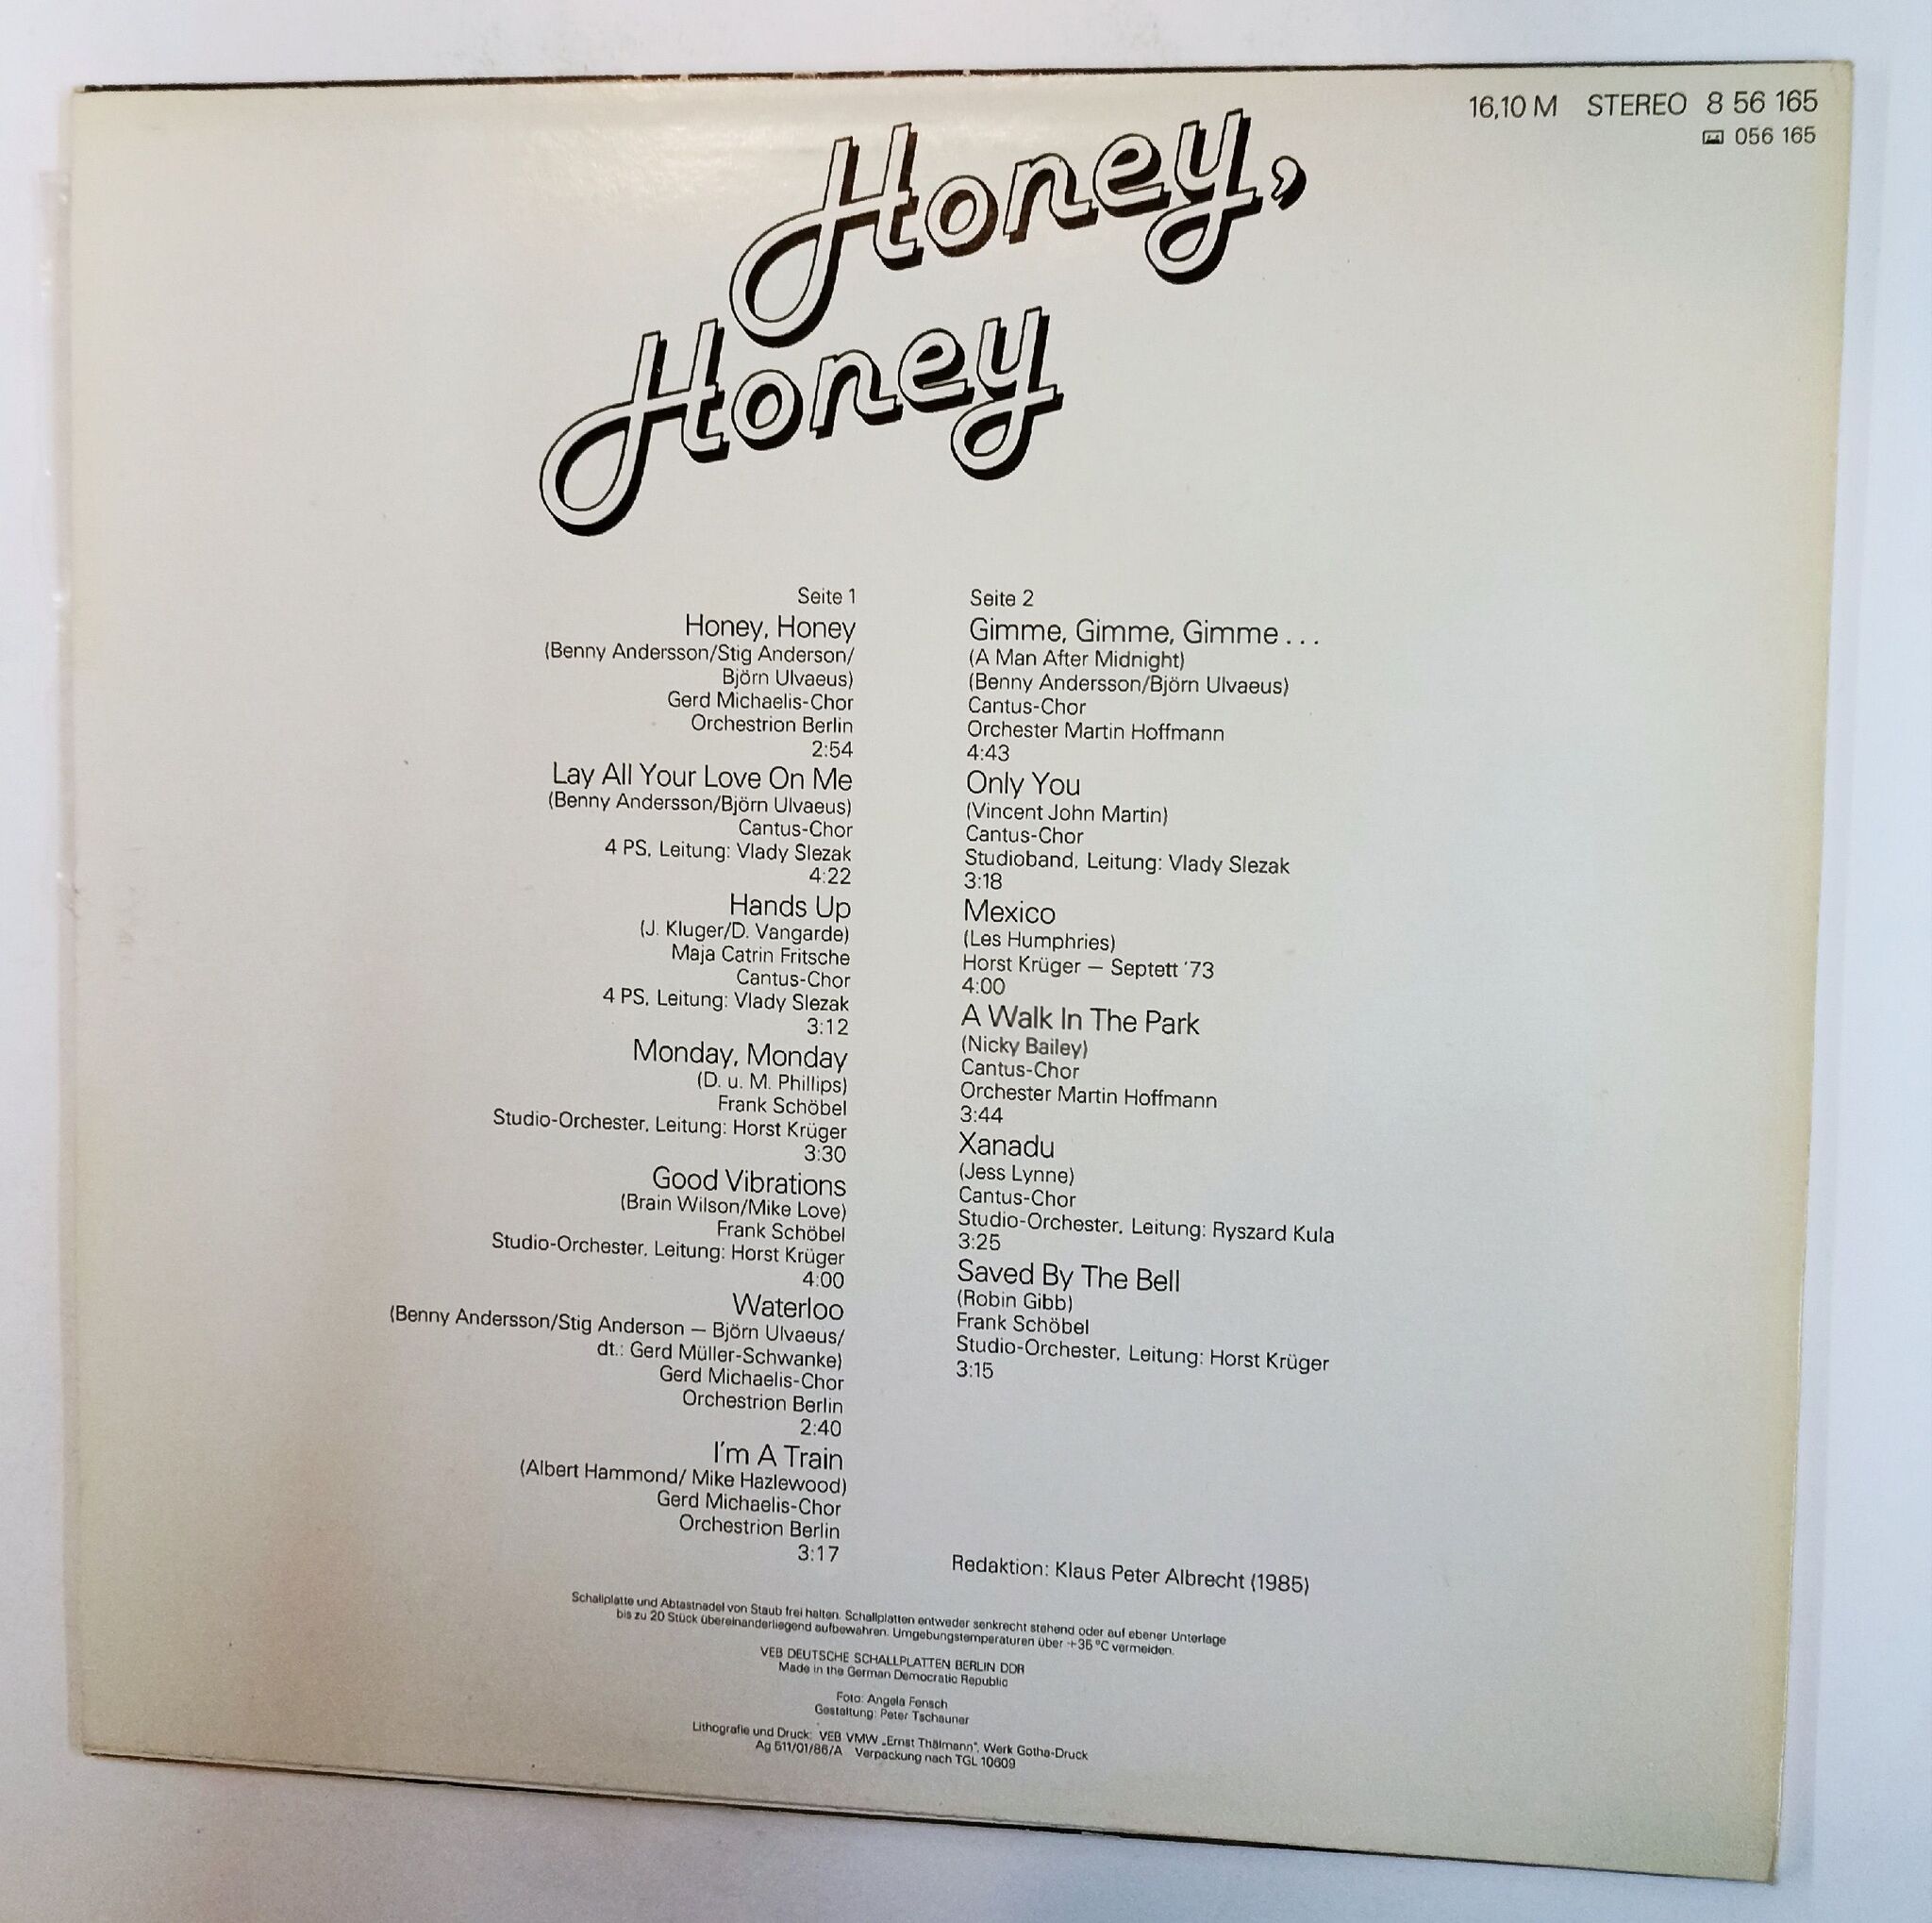 16,10 M STEREO 8 56 165
056 165
Honey,
Honey
Seite 1
Honey, Honey
(Benny Andersson/Stig Anderson/
Björn Ulvaeus)
Gerd Michaelis-Chor
Orchestrion Berlin
2:54
Lay All Your Love On Me
(Benny Andersson/Björn Ulvaeus)
Cantus-Chor
4 PS, Leitung: Vlady Slezak
4:22
Hands Up
(J. Kluger/D. Vangarde)
Maja Catrin Fritsche
Cantus-Chor
4 PS, Leitung: Vlady Slezak
3:12
Monday, Monday
(D. u. M. Phillips)
Frank Schöbel
Studio-Orchester, Leitung: Horst Krüger
3:30
Good Vibrations
(Brain Wilson/Mike Love)
Frank Schöbel
Studio-Orchester, Leitung: Horst Krüger
4:00
Waterloo
(Benny Andersson/Stig Anderson – Björn Ulvaeus/
dt.: Gerd Müller-Schwanke)
Gerd Michaelis-Chor
Orchestrion Berlin
2:40
I'm A Train
(Albert Hammond/ Mike Hazlewood)
Gerd Michaelis-Chor
Orchestrion Berlin
3:17
Seite 2
Gimme, Gimme, Gimme . . .
(A Man After Midnight)
(Benny Andersson/Björn Ulvaeus)
Cantus-Chor
Orchester Martin Hoffmann
4:43
Only You
(Vincent John Martin)
Cantus-Chor
Studioband, Leitung: Vlady Slezak
3:18
Mexico
(Les Humphries)
Horst Krüger – Septett '73
4:00
A Walk In The Park
(Nicky Bailey)
Cantus-Chor
Orchester Martin Hoffmann
3:44
Xanadu
(Jess Lynne)
Cantus-Chor
Studio-Orchester, Leitung: Ryszard Kula
3:25
Saved By The Bell
(Robin Gibb)
Frank Schöbel
Studio-Orchester, Leitung: Horst Krüger
3:15
Redaktion: Klaus Peter Albrecht (1985)
Schallplatte und Abtastnadel von Staub frei halten. Schallplatten entweder senkrecht stehend oder auf ebener Unterlage
bis zu 20 Stück übereinanderliegend aufbewahren. Umgebungstemperaturen über +35 °C vermeiden.
VEB DEUTSCHE SCHALLPLATTEN BERLIN DDR
Made in the German Democratic Republic
Foto: Angela Fensch
Gestaltung: Peter Tschauner
Lithografie und Druck: VEB VMW „Ernst Thälmann", Werk Gotha-Druck
Ag 511/01/86/A Verpackung nach TGL 10609